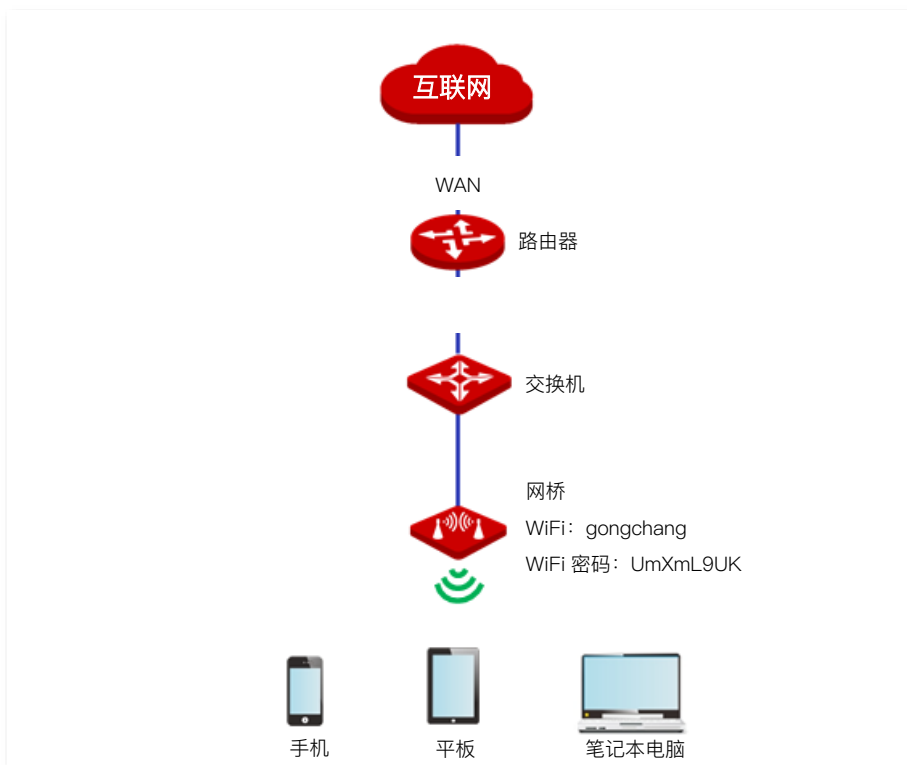 互联网
WAN
路由器
交换机
网桥
WiFi：gongchang
WiFi 密码：UmXmL9UK
手机
平板
笔记本电脑